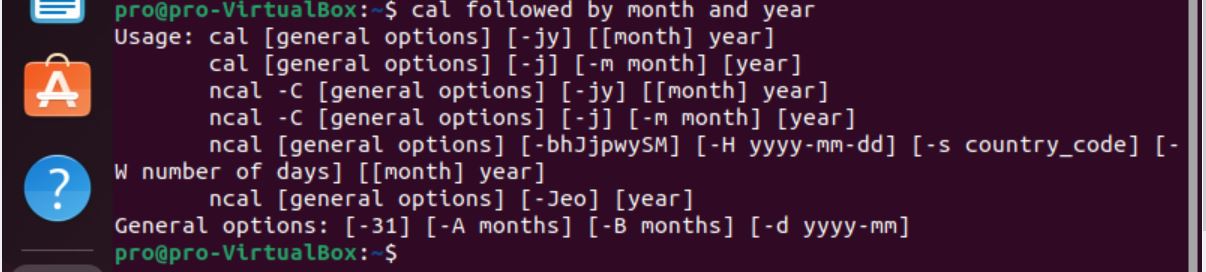 pro@pro-VirtualBox:~$ cal followed by month and year
Usage: cal [general options] [-jy] [[month] year]
       cal [general options] [-j] [-m month] [year]
       ncal -C [general options] [-jy] [[month] year]
       ncal -C [general options] [-j] [-m month] [year]
       ncal [general options] [-bhJjpwySM] [-H yyyy-mm-dd] [-s country_code] [-
W number of days] [[month] year]
       ncal [general options] [-Jeo] [year]
General options: [-31] [-A months] [-B months] [-d yyyy-mm]
pro@pro-VirtualBox:~$